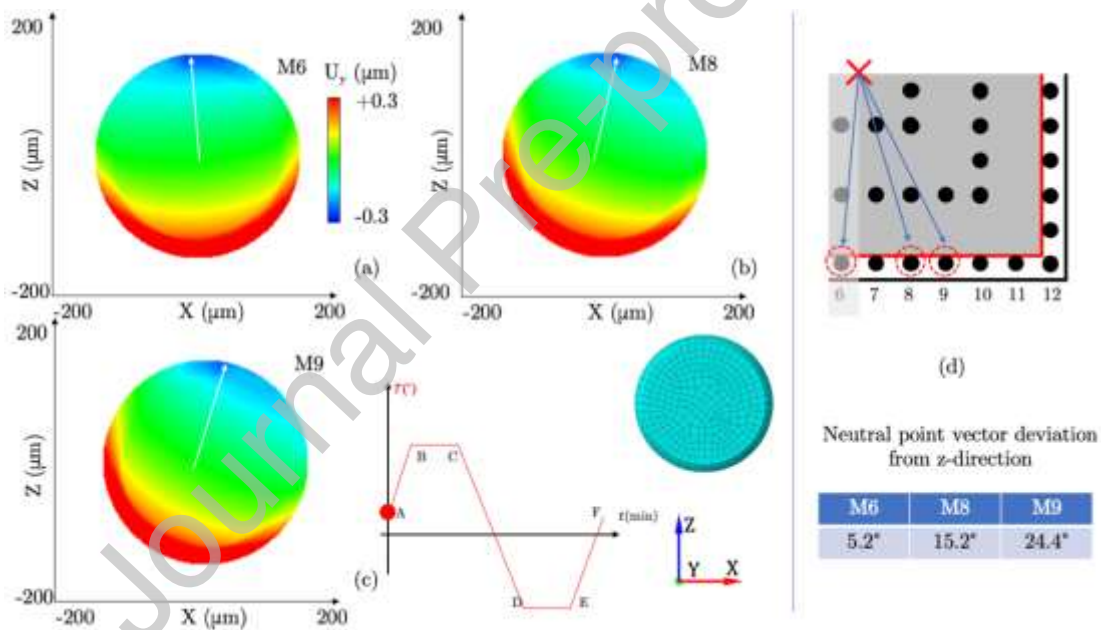 200
M6
Z (μm)
-200
-200
X (μm)
200
(a)
U_y (μm)
+0.3
-0.3
200
M8
Z (μm)
-200
-200
X (μm)
200
(b)
200
M9
Z (μm)
-200
-200
X (μm)
200
(c)
A
B
C
D
E
F
t(min)
Z
Y
X
6 7 8 9 10 11 12
(d)
Neutral point vector deviation
from z-direction
M6 M8 M9
5.2° 15.2° 24.4°
Journal Pre-pro